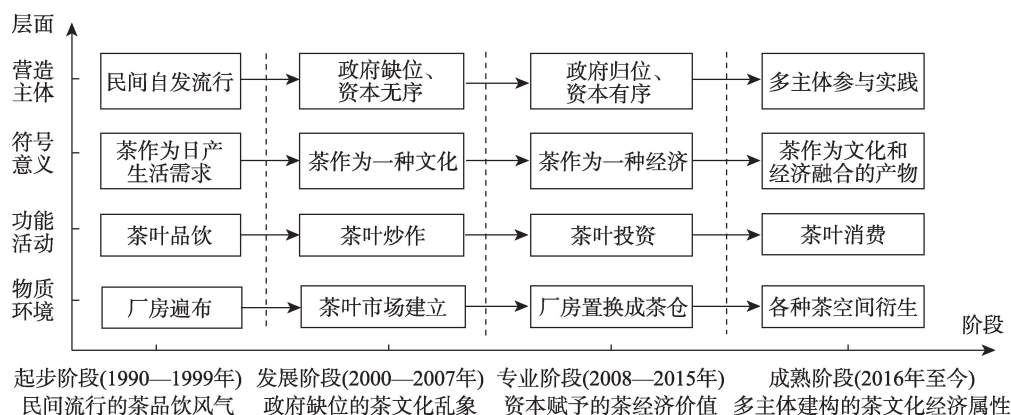 层面
营造
主体
民间自发流行
政府缺位、
资本无序
政府归位、
资本有序
多主体参与实践
符号
意义
茶作为日产
生活需求
茶作为一种文化
茶作为一种经济
茶作为文化和
经济融合的产物
功能
活动
茶叶品饮
茶叶炒作
茶叶投资
茶叶消费
物质
环境
厂房遍布
茶叶市场建立
厂房置换成茶仓
各种茶空间衍生
阶段
起步阶段(1990—1999年)
民间流行的茶品饮风气
发展阶段(2000—2007年)
政府缺位的茶文化乱象
专业阶段(2008—2015年)
资本赋予的茶经济价值
成熟阶段(2016年至今)
多主体建构的茶文化经济属性